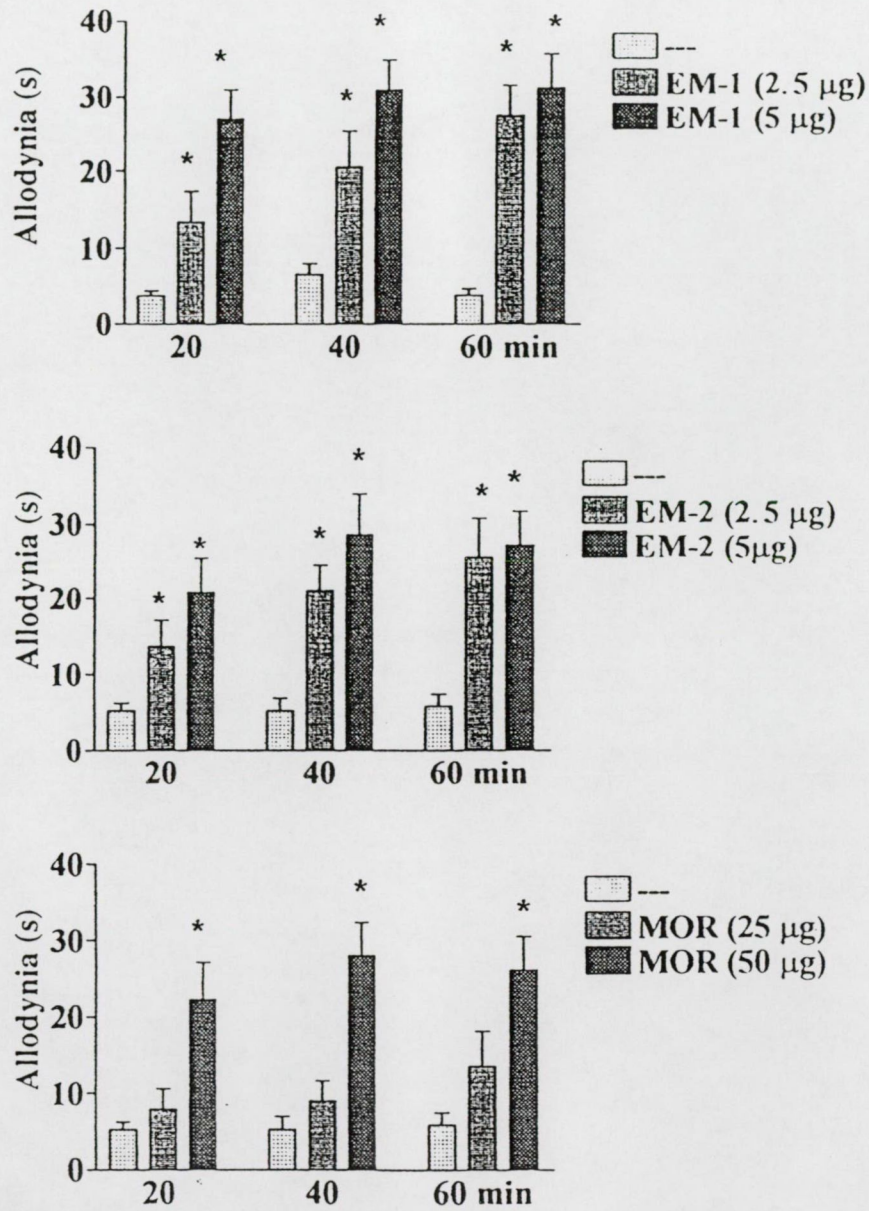 Allodynia (s)
40
30
20
10
0
* * * * * *
20 40 60 min
---
EM-1 (2.5 µg)
EM-1 (5 µg)
Allodynia (s)
40
30
20
10
0
* * * * * *
20 40 60 min
---
EM-2 (2.5 µg)
EM-2 (5µg)
Allodynia (s)
40
30
20
10
0
* * *
20 40 60 min
---
MOR (25 µg)
MOR (50 µg)